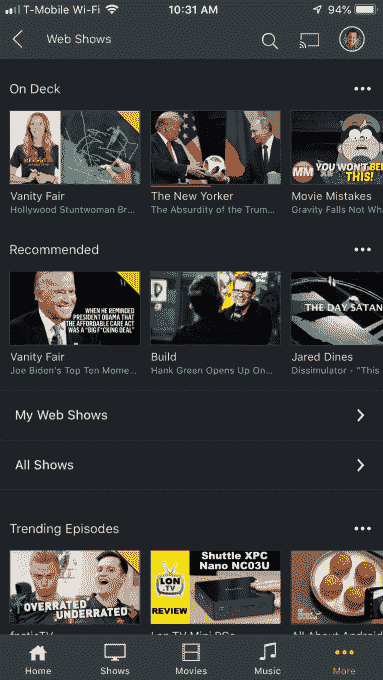 T-Mobile Wi-Fi
10:31 AM
94%
Web Shows
On Deck
YOU WON'T BE
MM
THIS!
Vanity Fair
The New Yorker
Movie Mistakes
Hollywood Stuntwoman Br...
The Absurdity of the Trum...
Gravity Falls Not Wh
Recommended
WHEN HE REMINDED
PRESIDENT OBAMA THAT
THE AFFORDABLE CARE ACT
WAS A "BIG F*CKING DEAL"
THE DAY SATAN
Vanity Fair
Build
Jared Dines
Joe Biden's Top Ten Mome...
Hank Green Opens Up On...
Dissimulator - "This
My Web Shows
All Shows
Trending Episodes
OVERRATED
UNDERRATED
LON
.TV
REVIEW
Shuttle XPC
Nano NC03U
Lon.TV Mini PCs
All About Android
Home
Shows
Movies
Music
More